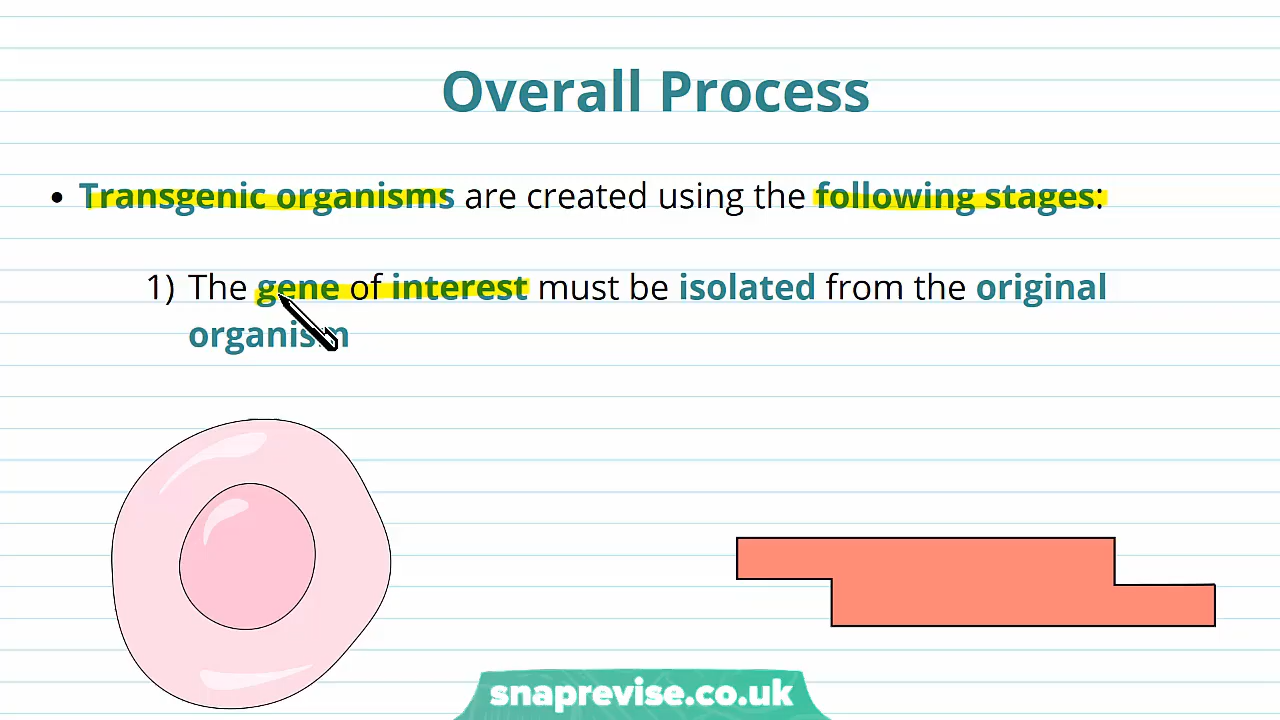 Overall Process
• Transgenic organisms are created using the following stages:
1) The gene of interest must be isolated from the original
organism
snaprevise.co.uk